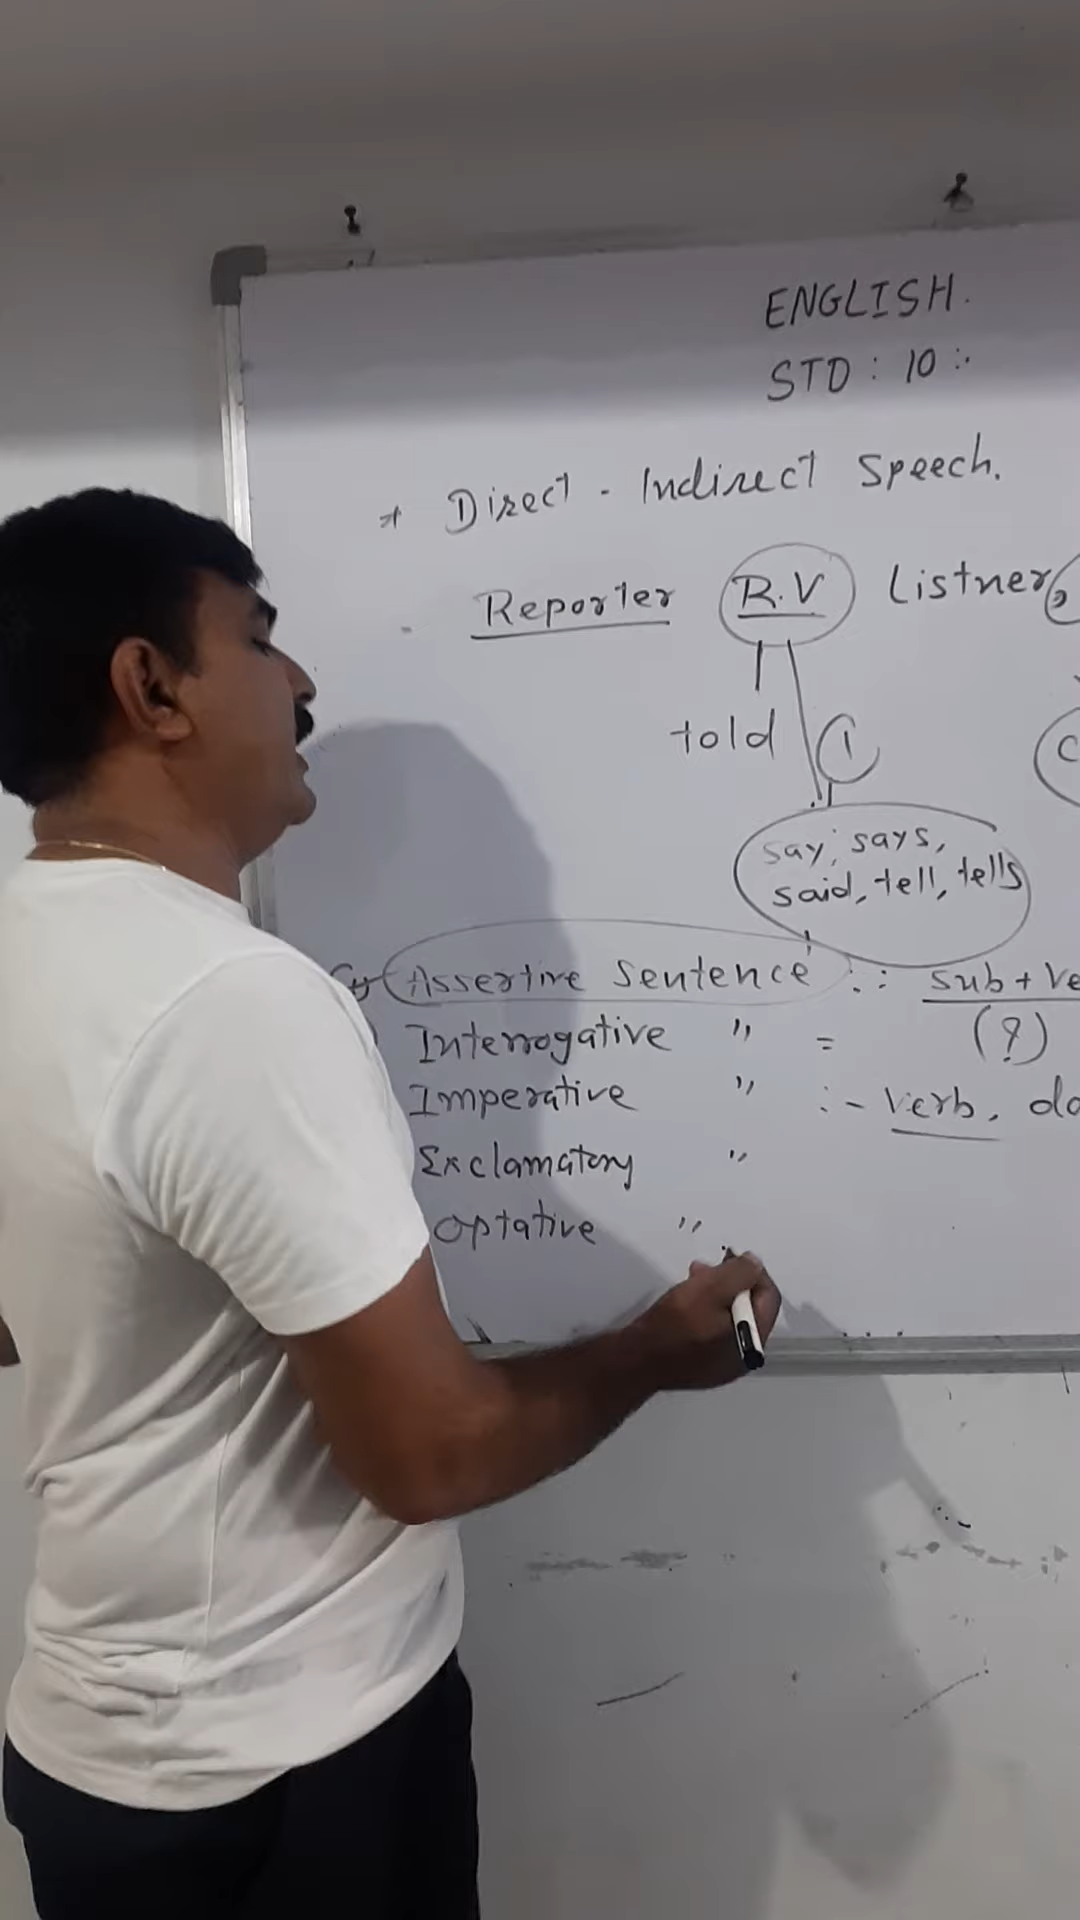 ENGLISH.
STD : 10 :.
* Direct - Indirect Speech.
Reporter R.V Listner,
told 1
say, says,
said, tell, tells
Assertive Sentence :. sub + ve
Interrogative " = (?)
Imperative " :- verb, do
Exclamatory "
Optative "